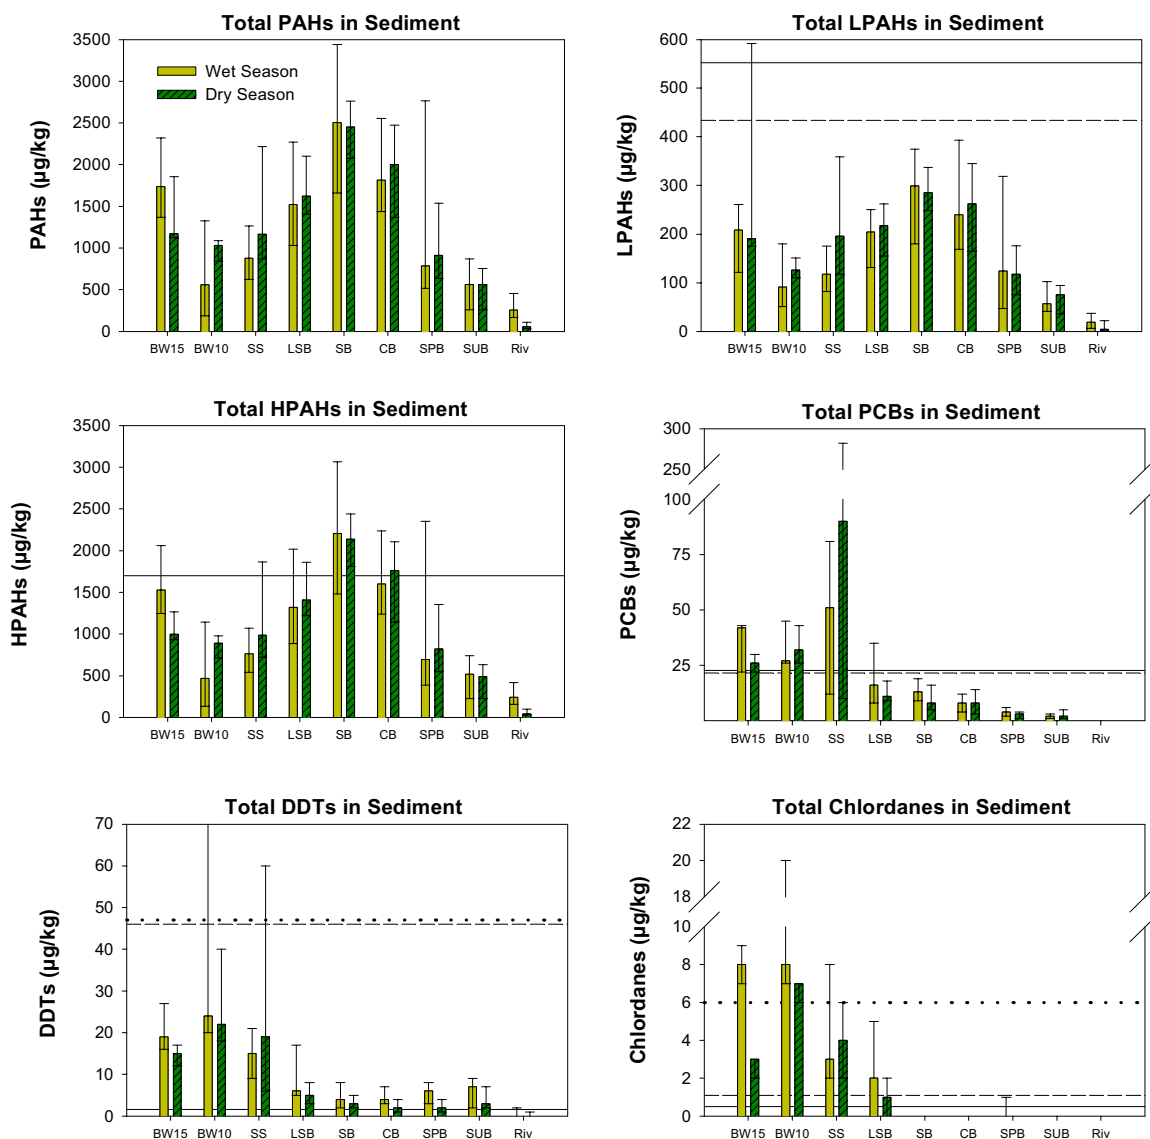 Total PAHs in Sediment
PAHs (µg/kg)
3500
3000
2500
2000
1500
1000
500
0
Wet Season
Dry Season
BW15 BW10 SS LSB SB CB SPB SUB Riv
Total LPAHs in Sediment
LPAHs (µg/kg)
600
500
400
300
200
100
0
BW15 BW10 SS LSB SB CB SPB SUB Riv
Total HPAHs in Sediment
HPAHs (µg/kg)
3500
3000
2500
2000
1500
1000
500
0
BW15 BW10 SS LSB SB CB SPB SUB Riv
Total PCBs in Sediment
PCBs (µg/kg)
300
250
100
75
50
25
BW15 BW10 SS LSB SB CB SPB SUB Riv
Total DDTs in Sediment
DDTs (µg/kg)
70
60
50
40
30
20
10
0
BW15 BW10 SS LSB SB CB SPB SUB Riv
Total Chlordanes in Sediment
Chlordanes (µg/kg)
22
20
18
10
8
6
4
2
0
BW15 BW10 SS LSB SB CB SPB SUB Riv